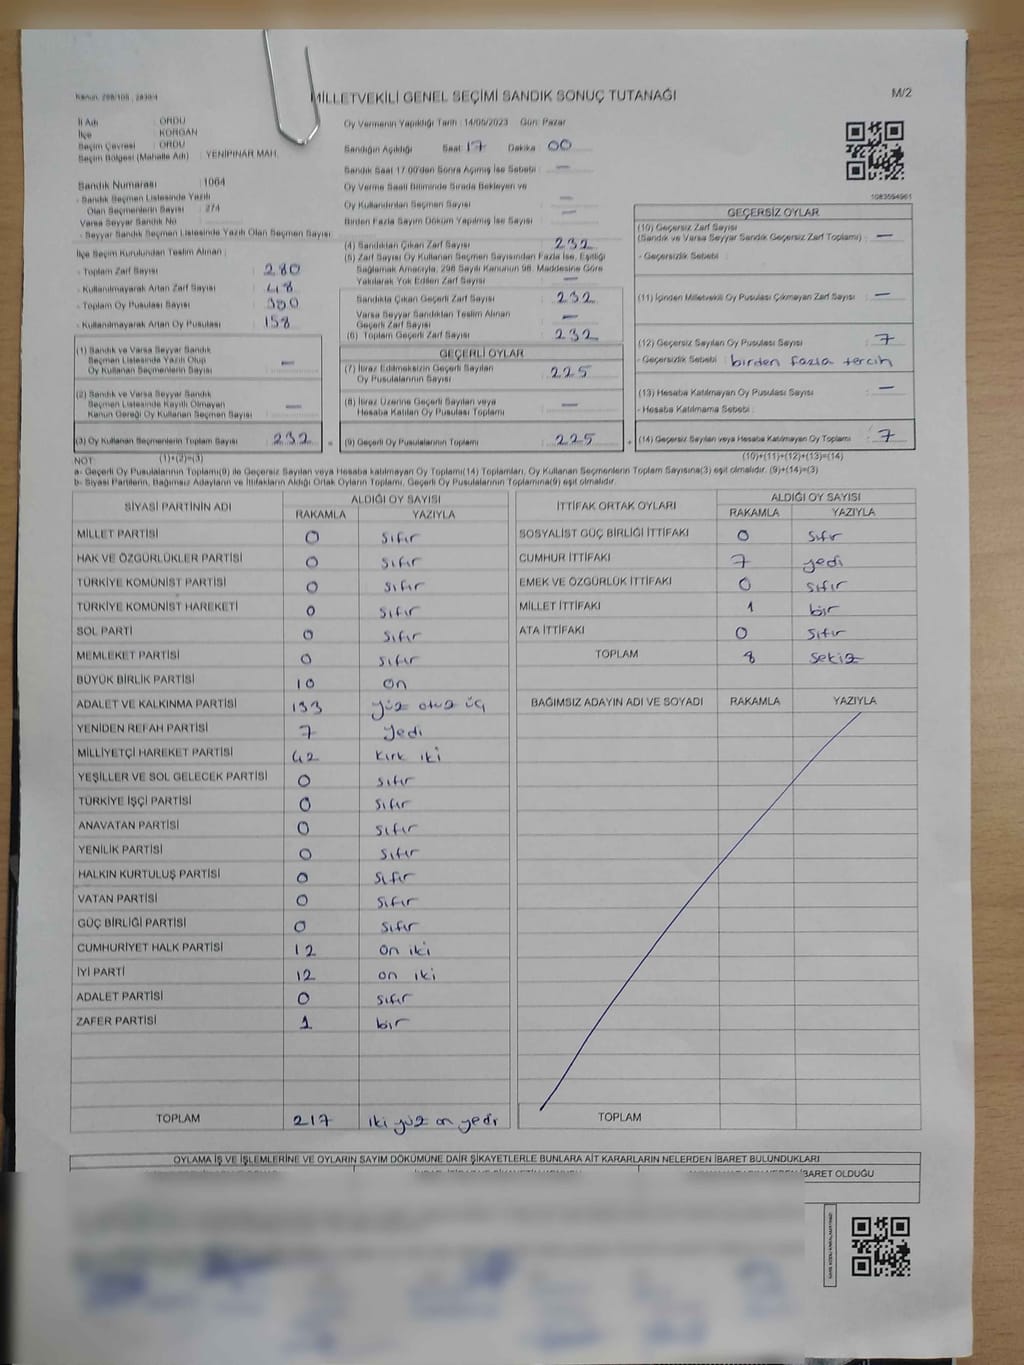 Kanun: 298/105 , 2839/4
MİLLETVEKİLİ GENEL SEÇİMİ SANDIK SONUÇ TUTANAĞI
M/2
İl Adı : ORDU
İlçe : KORGAN
Seçim Çevresi : ORDU
Seçim Bölgesi (Mahalle Adı) : YENİPINAR MAH.
Sandık Numarası : 1064
- Sandık Seçmen Listesinde Yazılı
Olan Seçmenlerin Sayısı : 274
Varsa Seyyar Sandık No
- Seyyar Sandık Seçmen Listesinde Yazılı Olan Seçmen Sayısı:
İlçe Seçim Kurulundan Teslim Alınan :
- Toplam Zarf Sayısı : 280
- Kullanılmayarak Artan Zarf Sayısı : 48
- Toplam Oy Pusulası Sayısı : 390
- Kullanılmayarak Artan Oy Pusulası : 158
(1) Sandık ve Varsa Seyyar Sandık
Seçmen Listesinde Yazılı Olup
Oy Kullanan Seçmenlerin Sayısı : —
(2) Sandık ve Varsa Seyyar Sandık
Seçmen Listesinde Kayıtlı Olmayan
Kanun Gereği Oy Kullanan Seçmen Sayısı : —
(3) Oy Kullanan Seçmenlerin Toplam Sayısı : 232
Oy Vermenin Yapıldığı Tarih : 14/05/2023 Gün: Pazar
Sandığın Açıldığı Saat 17 Dakika : 00
Sandık Saat 17.00'den Sonra Açılmış İse Sebebi : —
Oy Verme Saati Bitiminde Sırada Bekleyen ve
Oy Kullandırılan Seçmen Sayısı : —
Birden Fazla Sayım Döküm Yapılmış İse Sayısı : —
(4) Sandıktan Çıkan Zarf Sayısı : 232
(5) Zarf Sayısı Oy Kullanan Seçmen Sayısından Fazla İse, Eşitliği
Sağlamak Amacıyla, 298 Sayılı Kanunun 98. Maddesine Göre
Yakılarak Yok Edilen Zarf Sayısı : —
Sandıkta Çıkan Geçerli Zarf Sayısı : 232
Varsa Seyyar Sandıktan Teslim Alınan
Geçerli Zarf Sayısı : —
(6) Toplam Geçerli Zarf Sayısı : 232
GEÇERLİ OYLAR
(7) İtiraz Edilmeksizin Geçerli Sayılan
Oy Pusulalarının Sayısı : 225
(8) İtiraz Üzerine Geçerli Sayılan veya
Hesaba Katılan Oy Pusulası Toplamı : —
(9) Geçerli Oy Pusulalarının Toplamı : 225
1083594961
GEÇERSİZ OYLAR
(10) Geçersiz Zarf Sayısı
(Sandık ve Varsa Seyyar Sandık Geçersiz Zarf Toplamı) : —
- Geçersizlik Sebebi :
(11) İçinden Milletvekili Oy Pusulası Çıkmayan Zarf Sayısı : —
(12) Geçersiz Sayılan Oy Pusulası Sayısı : 7
- Geçersizlik Sebebi : birden fazla tercih
(13) Hesaba Katılmayan Oy Pusulası Sayısı : —
- Hesaba Katılmama Sebebi :
(14) Geçersiz Sayılan veya Hesaba Katılmayan Oy Toplamı : 7
NOT: (1)+(2)=(3)
(10)+(11)+(12)+(13)=(14)
a- Geçerli Oy Pusulalarının Toplamı(9) ile Geçersiz Sayılan veya Hesaba katılmayan Oy Toplamı(14) Toplamları, Oy Kullanan Seçmenlerin Toplam Sayısına(3) eşit olmalıdır. (9)+(14)=(3)
b- Siyasi Partilerin, Bağımsız Adayların ve İttifakların Aldığı Ortak Oyların Toplamı, Geçerli Oy Pusulalarının Toplamına(9) eşit olmalıdır.
SİYASİ PARTİNİN ADI ALDIĞI OY SAYISI
RAKAMLA YAZIYLA
MİLLET PARTİSİ 0 sıfır
HAK VE ÖZGÜRLÜKLER PARTİSİ 0 sıfır
TÜRKİYE KOMÜNİST PARTİSİ 0 sıfır
TÜRKİYE KOMÜNİST HAREKETİ 0 sıfır
SOL PARTİ 0 sıfır
MEMLEKET PARTİSİ 0 sıfır
BÜYÜK BİRLİK PARTİSİ 10 on
ADALET VE KALKINMA PARTİSİ 133 yüz otuz üç
YENİDEN REFAH PARTİSİ 7 yedi
MİLLİYETÇİ HAREKET PARTİSİ 42 kırk iki
YEŞİLLER VE SOL GELECEK PARTİSİ 0 sıfır
TÜRKİYE İŞÇİ PARTİSİ 0 sıfır
ANAVATAN PARTİSİ 0 sıfır
YENİLİK PARTİSİ 0 sıfır
HALKIN KURTULUŞ PARTİSİ 0 sıfır
VATAN PARTİSİ 0 sıfır
GÜÇ BİRLİĞİ PARTİSİ 0 sıfır
CUMHURİYET HALK PARTİSİ 12 on iki
İYİ PARTİ 12 on iki
ADALET PARTİSİ 0 sıfır
ZAFER PARTİSİ 1 bir
TOPLAM 217 iki yüz on yedi
İTTİFAK ORTAK OYLARI ALDIĞI OY SAYISI
RAKAMLA YAZIYLA
SOSYALİST GÜÇ BİRLİĞİ İTTİFAKI 0 sıfır
CUMHUR İTTİFAKI 7 yedi
EMEK VE ÖZGÜRLÜK İTTİFAKI 0 sıfır
MİLLET İTTİFAKI 1 bir
ATA İTTİFAKI 0 sıfır
TOPLAM 8 sekiz
BAĞIMSIZ ADAYIN ADI VE SOYADI RAKAMLA YAZIYLA
TOPLAM
OYLAMA İŞ VE İŞLEMLERİNE VE OYLARIN SAYIM DÖKÜMÜNE DAİR ŞİKAYETLERLE BUNLARA AİT KARARLARIN NELERDEN İBARET BULUNDUKLARI
İBARET OLDUĞU